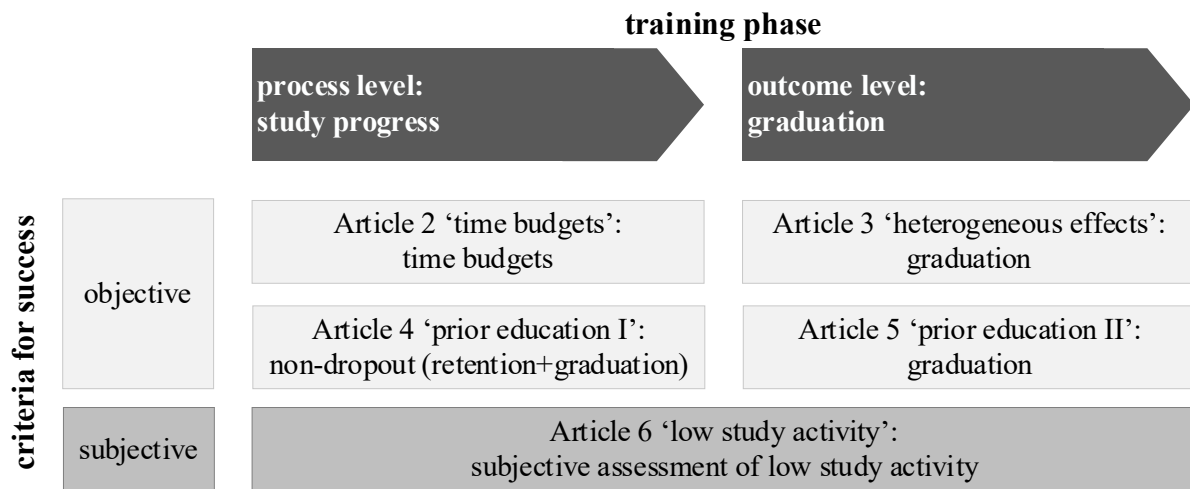 training phase
process level:
study progress
outcome level:
graduation
criteria for success
objective
Article 2 ‘time budgets’:
time budgets
Article 3 ‘heterogeneous effects’:
graduation
Article 4 ‘prior education I’:
non-dropout (retention+graduation)
Article 5 ‘prior education II’:
graduation
subjective
Article 6 ‘low study activity’:
subjective assessment of low study activity